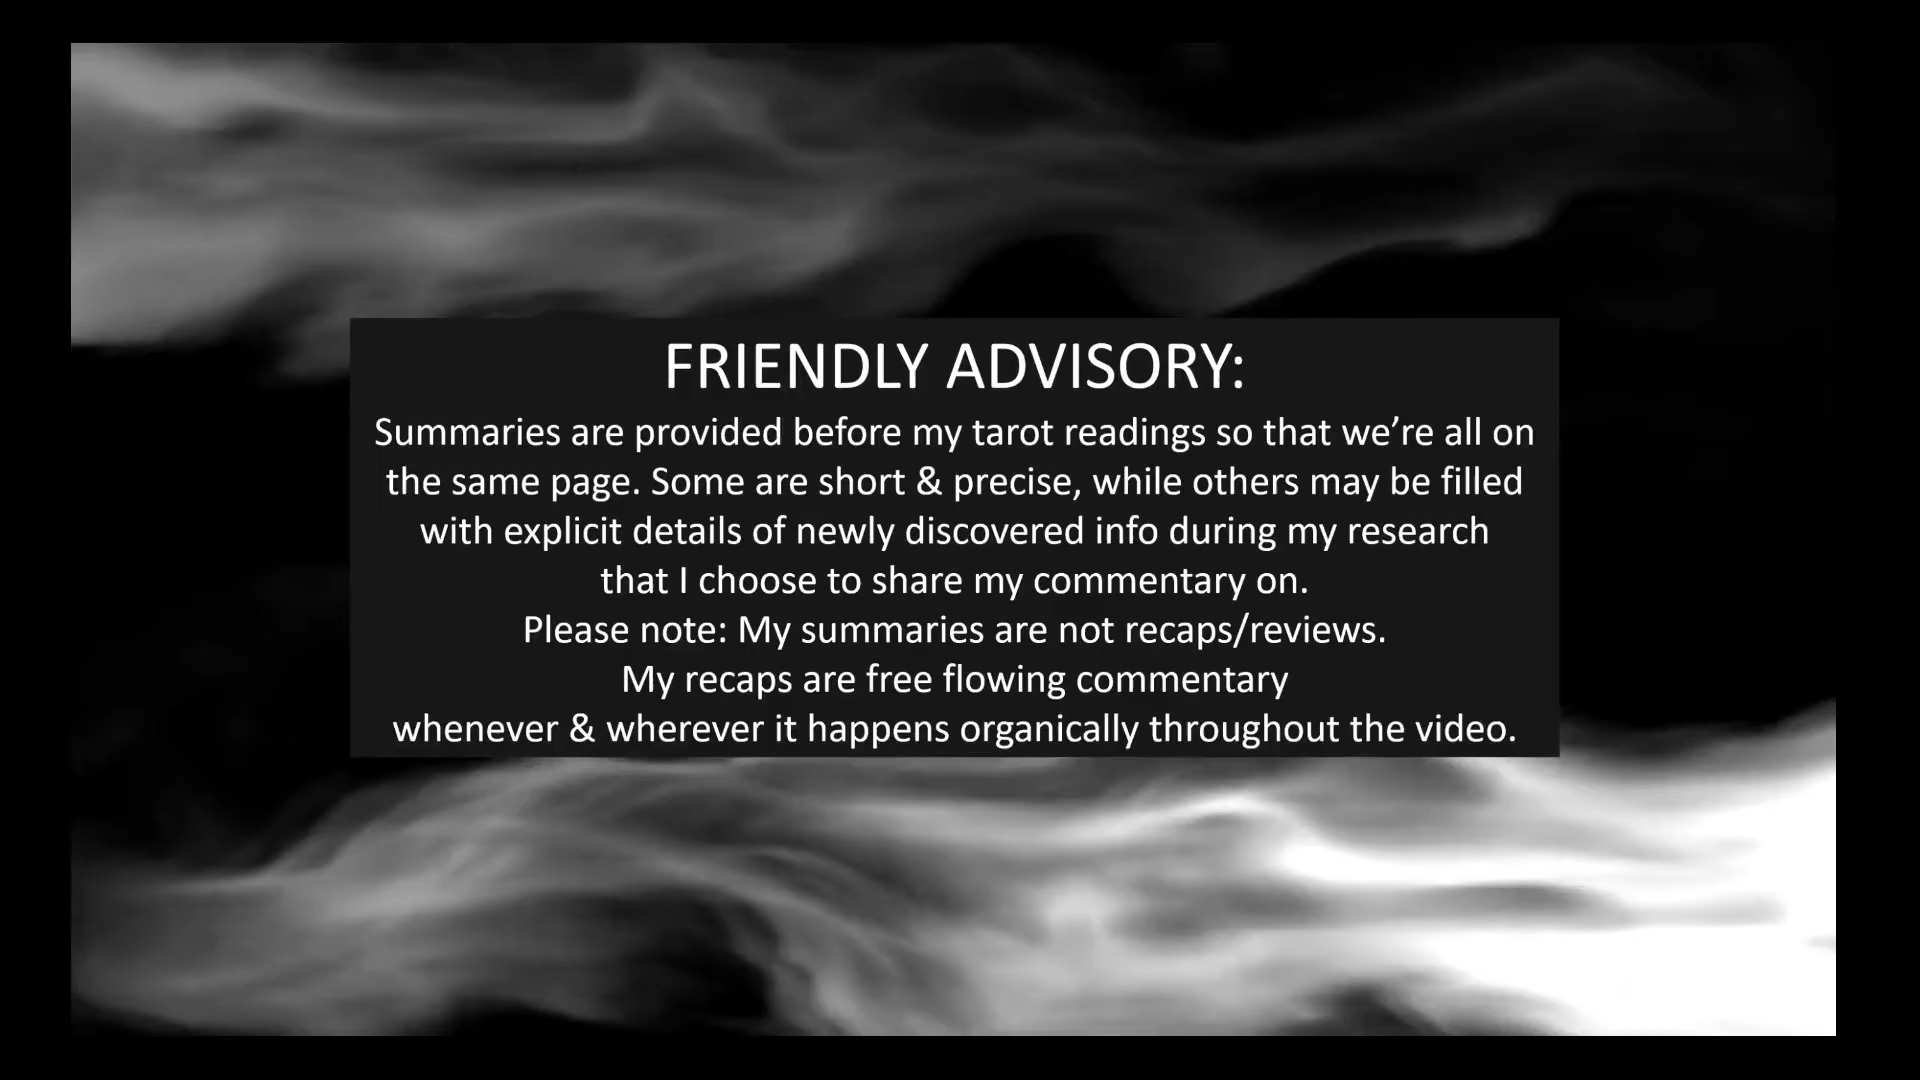 FRIENDLY ADVISORY:
Summaries are provided before my tarot readings so that we’re all on
the same page. Some are short & precise, while others may be filled
with explicit details of newly discovered info during my research
that I choose to share my commentary on.
Please note: My summaries are not recaps/reviews.
My recaps are free flowing commentary
whenever & wherever it happens organically throughout the video.